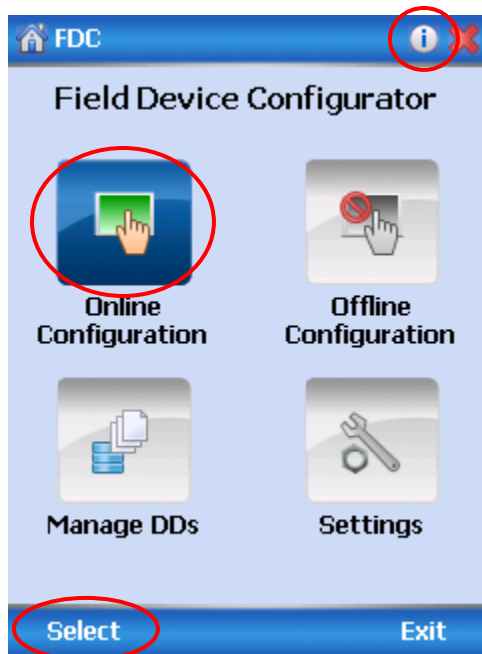 FDC
Field Device Configurator
Online
Configuration
Offline
Configuration
Manage DDs
Settings
Select
Exit